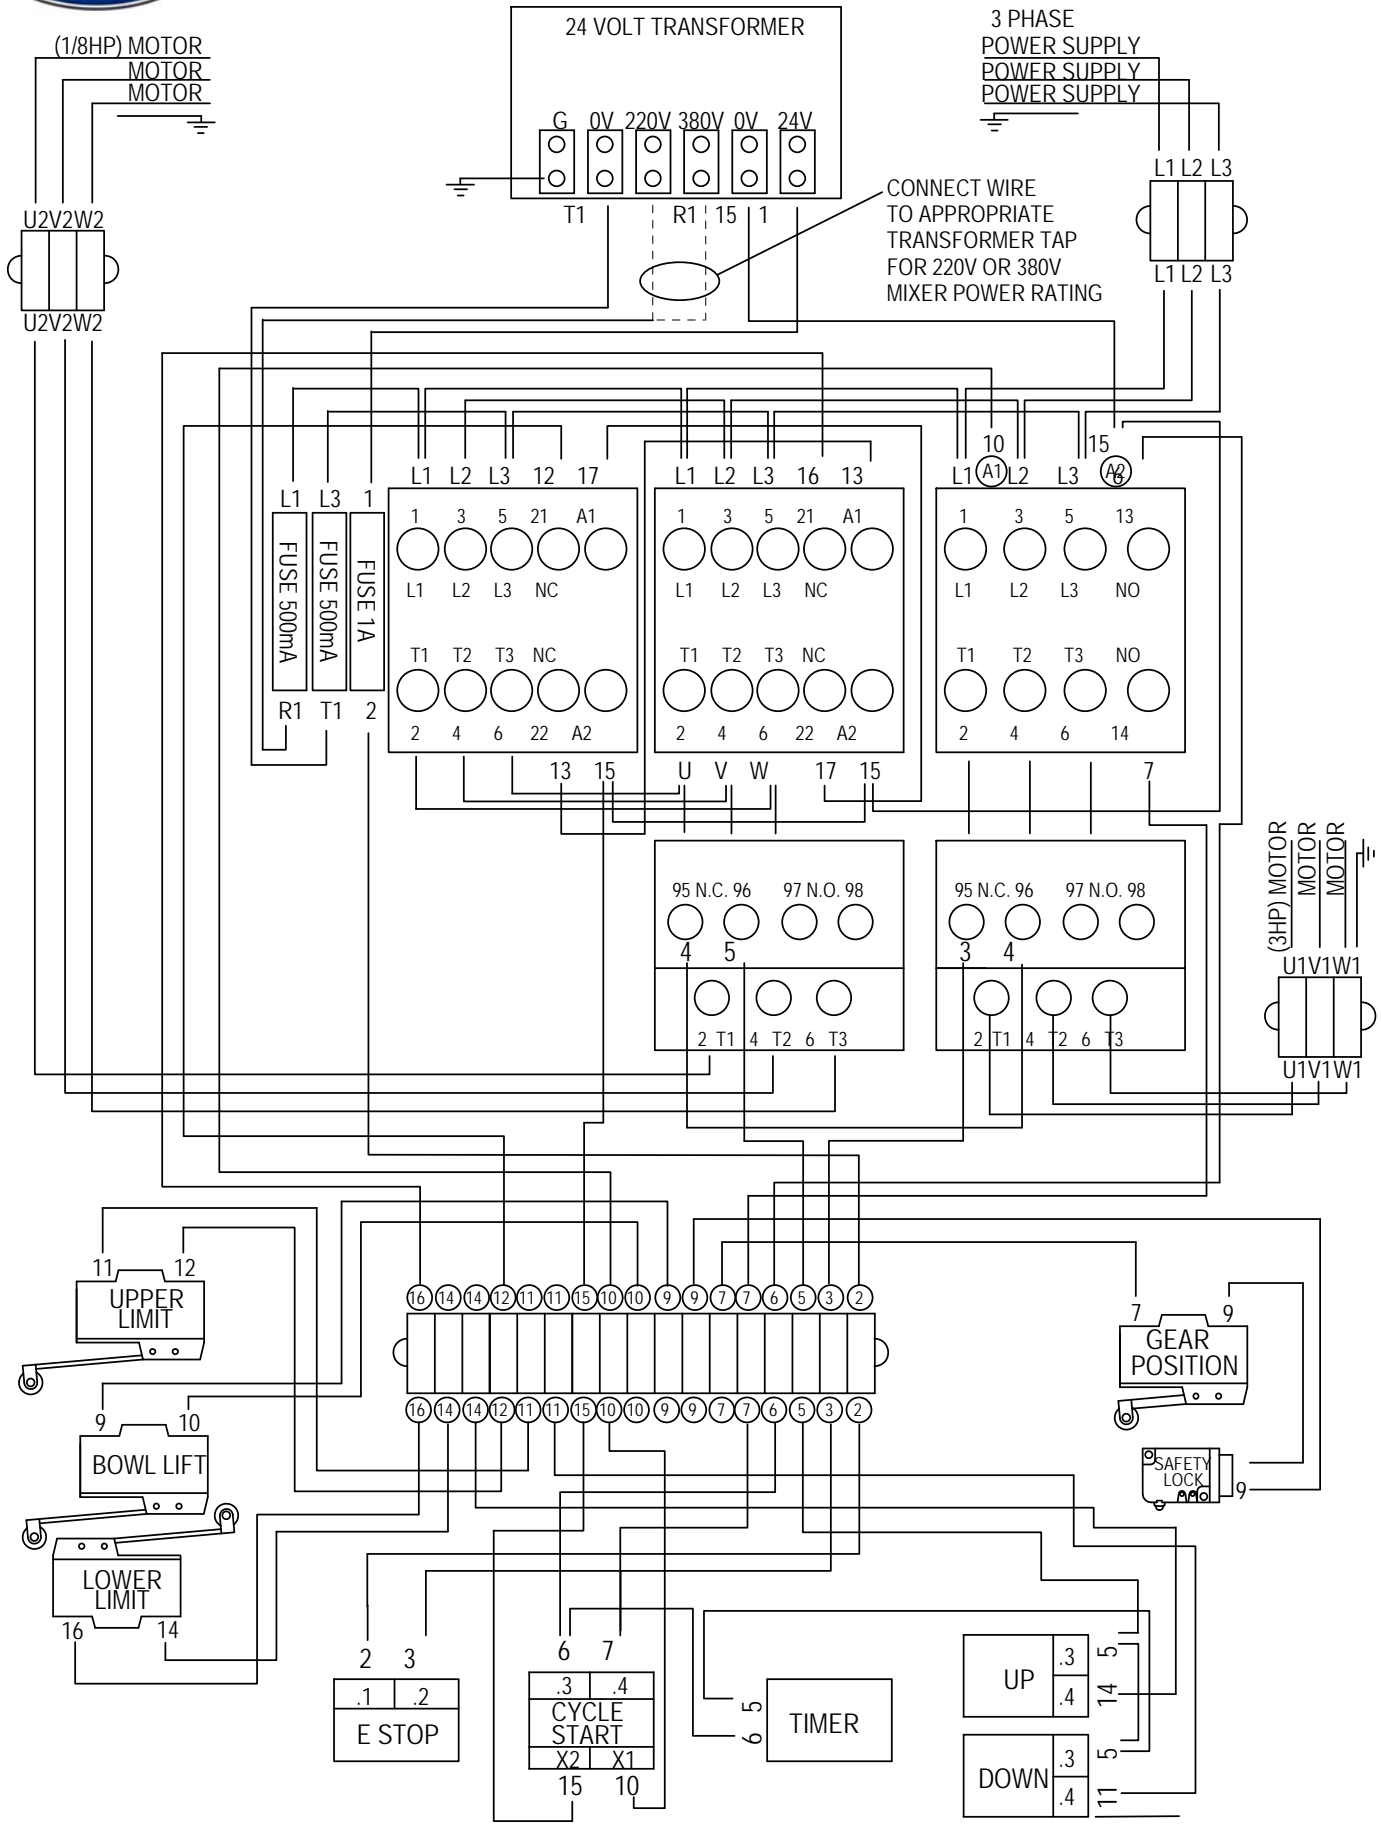 24 VOLT TRANSFORMER
3 PHASE
POWER SUPPLY
POWER SUPPLY
POWER SUPPLY
(1/8HP) MOTOR
MOTOR
MOTOR
G 0V 220V 380V 0V 24V
T1 R1 15 1
CONNECT WIRE
TO APPROPRIATE
TRANSFORMER TAP
FOR 220V OR 380V
MIXER POWER RATING
L1 L2 L3
L1 L2 L3
U2V2W2
U2V2W2
10 15
L1 L2 L3 12 17
L1 L2 L3 16 13
L1 A1 L2 L3 A2 6
L1 L3 1
FUSE 500mA
FUSE 500mA
FUSE 1A
R1 T1 2
1 3 5 21 A1
L1 L2 L3 NC
T1 T2 T3 NC
2 4 6 22 A2
13 15
1 3 5 21 A1
L1 L2 L3 NC
T1 T2 T3 NC
2 4 6 22 A2
U V W 17 15
1 3 5 13
L1 L2 L3 NO
T1 T2 T3 NO
2 4 6 14
7
95 N.C. 96 97 N.O. 98
4 5
2 T1 4 T2 6 T3
95 N.C. 96 97 N.O. 98
3 4
2 T1 4 T2 6 T3
(3HP) MOTOR
MOTOR
MOTOR
U1V1W1
U1V1W1
11 12
UPPER
LIMIT
9 10
BOWL LIFT
LOWER
LIMIT
16 14
16 14 14 12 11 11 15 10 10 9 9 7 7 6 5 3 2
16 14 14 12 11 11 15 10 10 9 9 7 7 6 5 3 2
7 9
GEAR
POSITION
SAFETY
LOCK
9
2 3
.1 .2
E STOP
6 7
.3 .4
CYCLE
START
X2 X1
15 10
5
6
TIMER
UP
.3 5
.4 14
DOWN
.3 5
.4 11